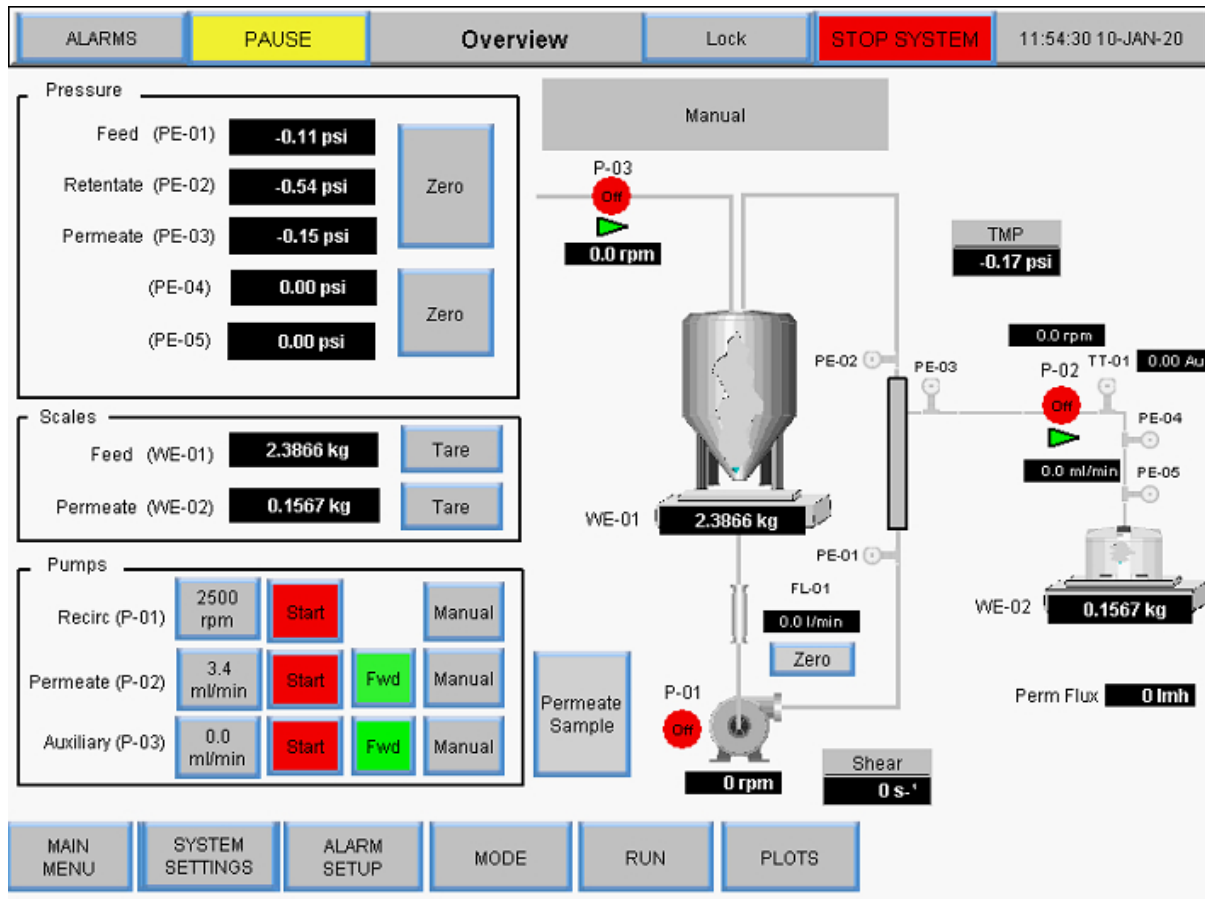 ALARMS
PAUSE
Overview
Lock
STOP SYSTEM
11:54:30 10-JAN-20
Pressure
Feed (PE-01)
-0.11 psi
Retentate (PE-02)
-0.54 psi
Permeate (PE-03)
-0.15 psi
Zero
(PE-04)
0.00 psi
(PE-05)
0.00 psi
Zero
Scales
Feed (WE-01)
2.3866 kg
Tare
Permeate (WE-02)
0.1567 kg
Tare
Pumps
Recirc (P-01)
2500
rpm
Start
Manual
Permeate (P-02)
3.4
ml/min
Start
Fwd
Manual
Auxiliary (P-03)
0.0
ml/min
Start
Fwd
Manual
Permeate
Sample
Manual
P-03
Off
0.0 rpm
TMP
-0.17 psi
PE-02
PE-03
0.0 rpm
P-02
Off
TT-01
0.00 Au
PE-04
0.0 ml/min
PE-05
WE-01
2.3866 kg
PE-01
FL-01
0.0 l/min
Zero
WE-02
0.1567 kg
P-01
Off
0 rpm
Perm Flux
0 lmh
Shear
0 s-¹
MAIN
MENU
SYSTEM
SETTINGS
ALARM
SETUP
MODE
RUN
PLOTS